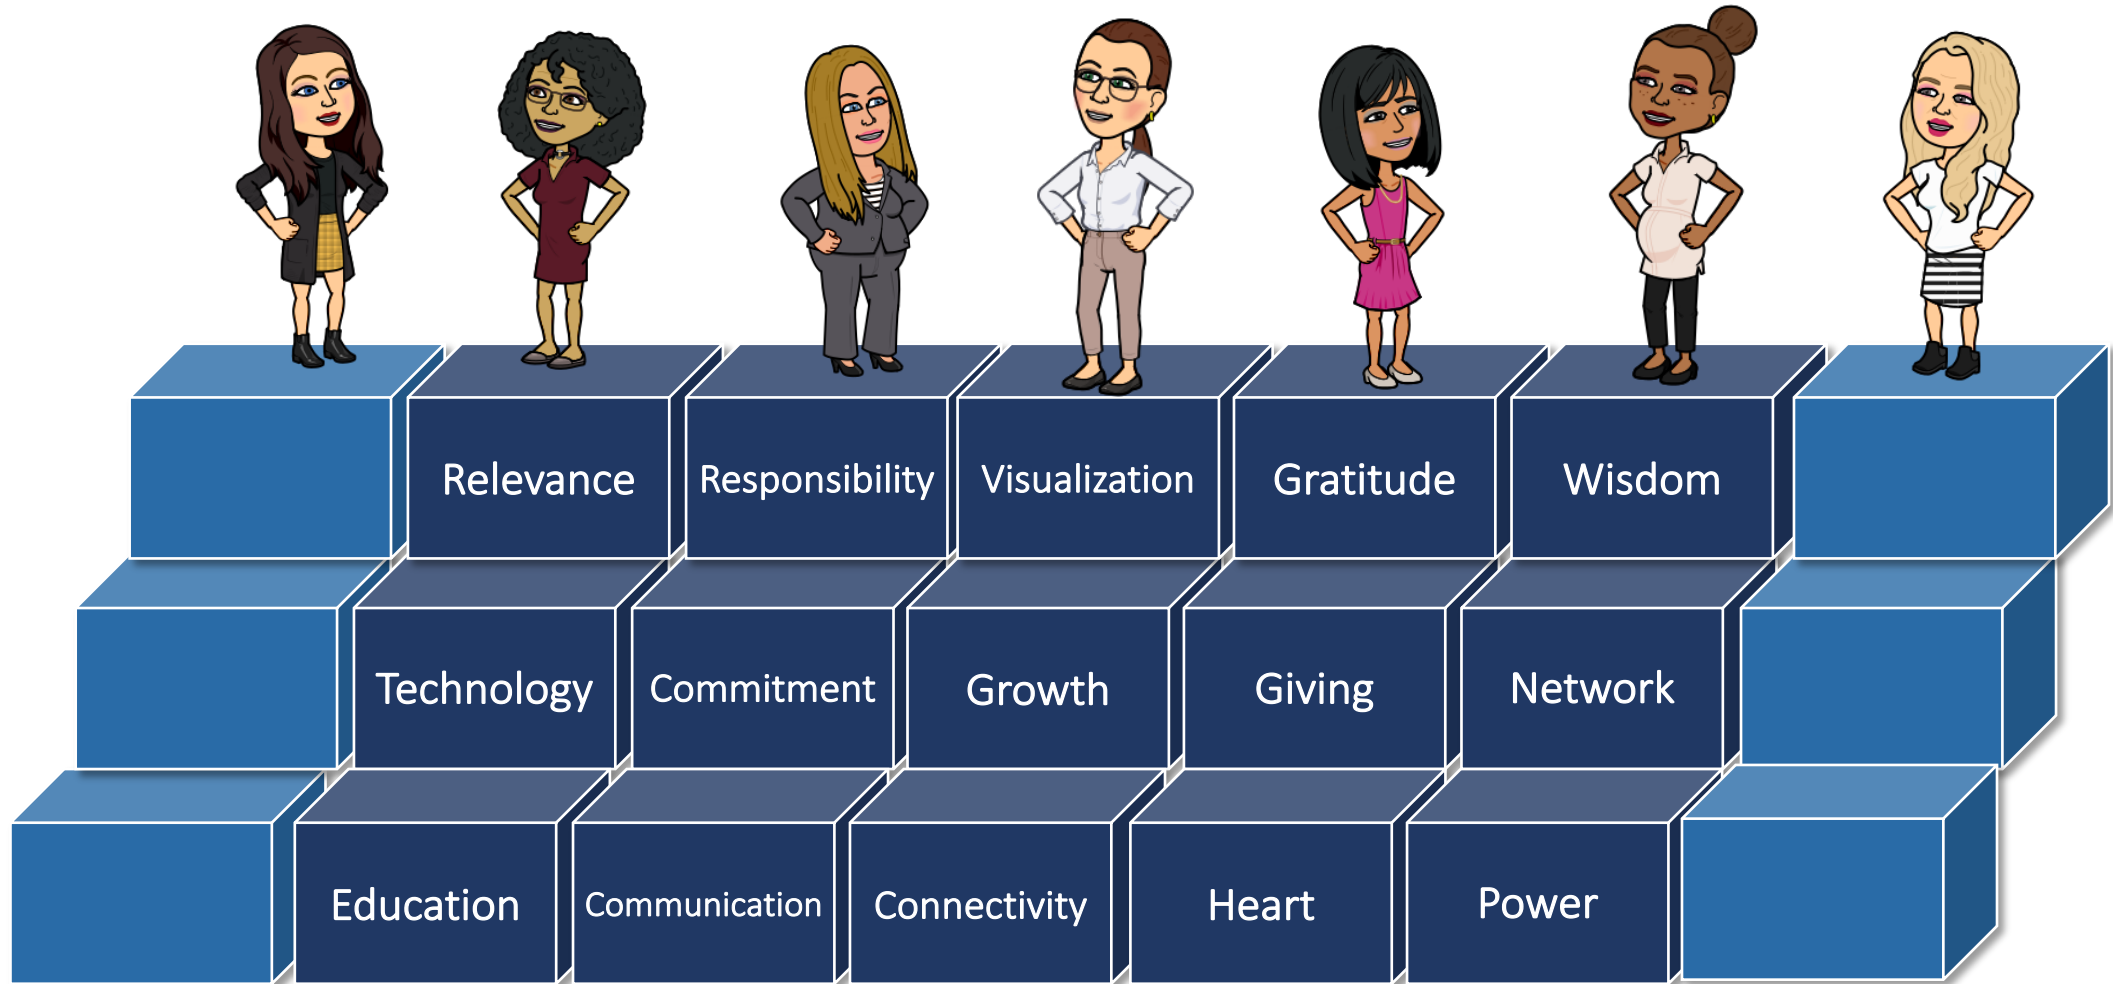 Relevance
Responsibility
Visualization
Gratitude
Wisdom
Technology
Commitment
Growth
Giving
Network
Education
Communication
Connectivity
Heart
Power